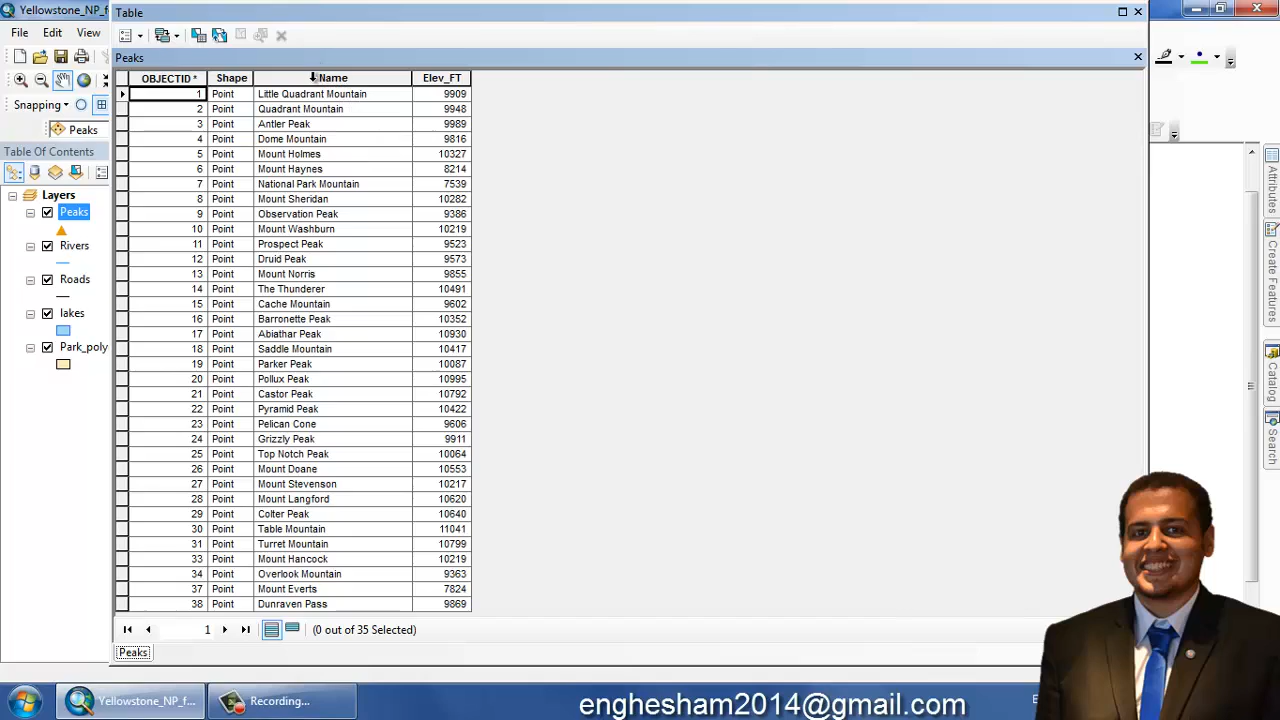 Yellowstone_NP_f
Table
File Edit View
Peaks
Snapping
Peaks
Table Of Contents
Layers
Peaks
Rivers
Roads
lakes
Park_poly
OBJECTID * Shape Name Elev_FT
1 Point Little Quadrant Mountain 9909
2 Point Quadrant Mountain 9948
3 Point Antler Peak 9989
4 Point Dome Mountain 9816
5 Point Mount Holmes 10327
6 Point Mount Haynes 8214
7 Point National Park Mountain 7539
8 Point Mount Sheridan 10282
9 Point Observation Peak 9386
10 Point Mount Washburn 10219
11 Point Prospect Peak 9523
12 Point Druid Peak 9573
13 Point Mount Norris 9855
14 Point The Thunderer 10491
15 Point Cache Mountain 9602
16 Point Barronette Peak 10352
17 Point Abiathar Peak 10930
18 Point Saddle Mountain 10417
19 Point Parker Peak 10087
20 Point Pollux Peak 10995
21 Point Castor Peak 10792
22 Point Pyramid Peak 10422
23 Point Pelican Cone 9606
24 Point Grizzly Peak 9911
25 Point Top Notch Peak 10064
26 Point Mount Doane 10553
27 Point Mount Stevenson 10217
28 Point Mount Langford 10620
29 Point Colter Peak 10640
30 Point Table Mountain 11041
31 Point Turret Mountain 10799
33 Point Mount Hancock 10219
34 Point Overlook Mountain 9363
37 Point Mount Everts 7824
38 Point Dunraven Pass 9869
1 (0 out of 35 Selected)
Peaks
Attributes
Create Features
Catalog
Search
Yellowstone_NP_f...
Recording...
enghesham2014@gmail.com